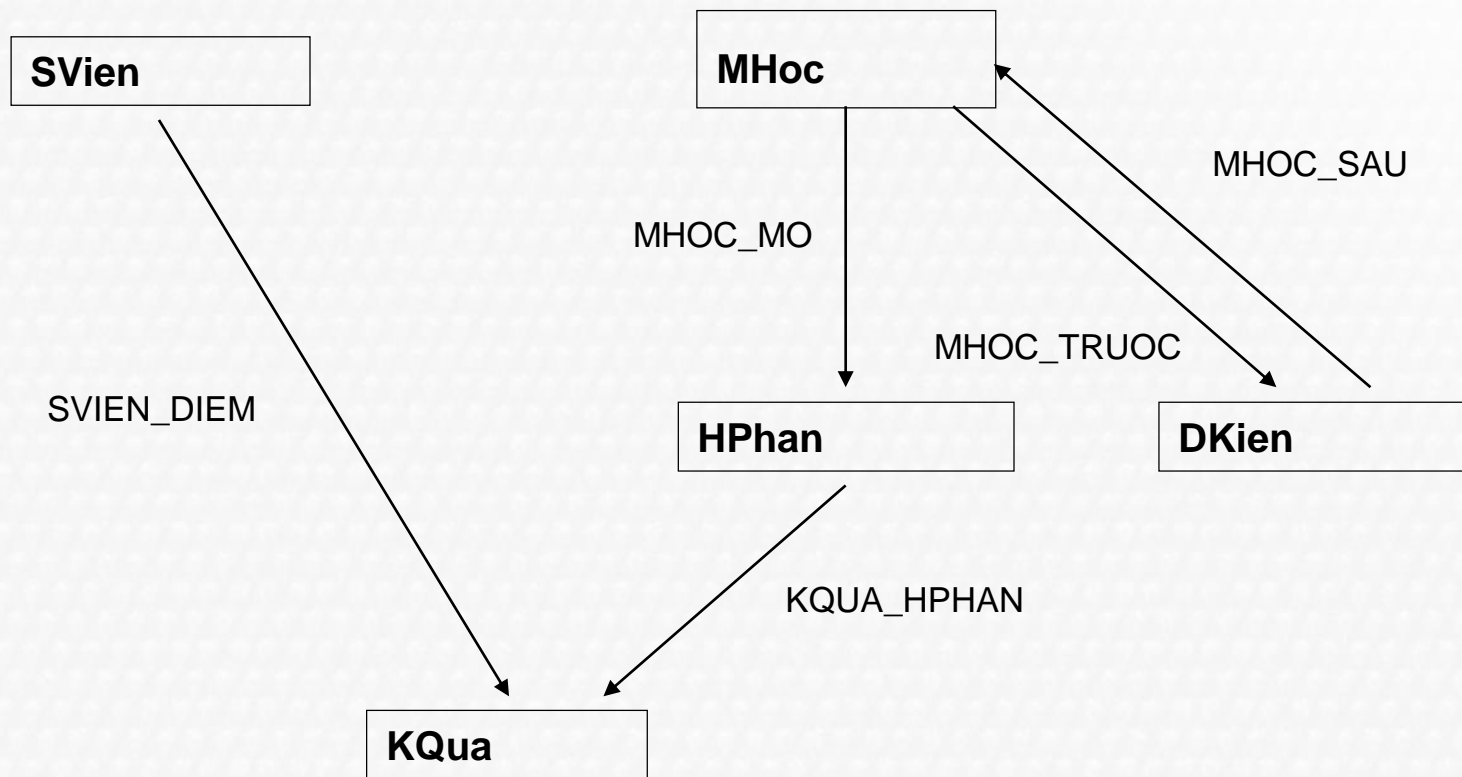 SVien
MHoc
MHOC_SAU
MHOC_MO
MHOC_TRUOC
SVIEN_DIEM
HPhan
DKien
KQUA_HPHAN
KQua